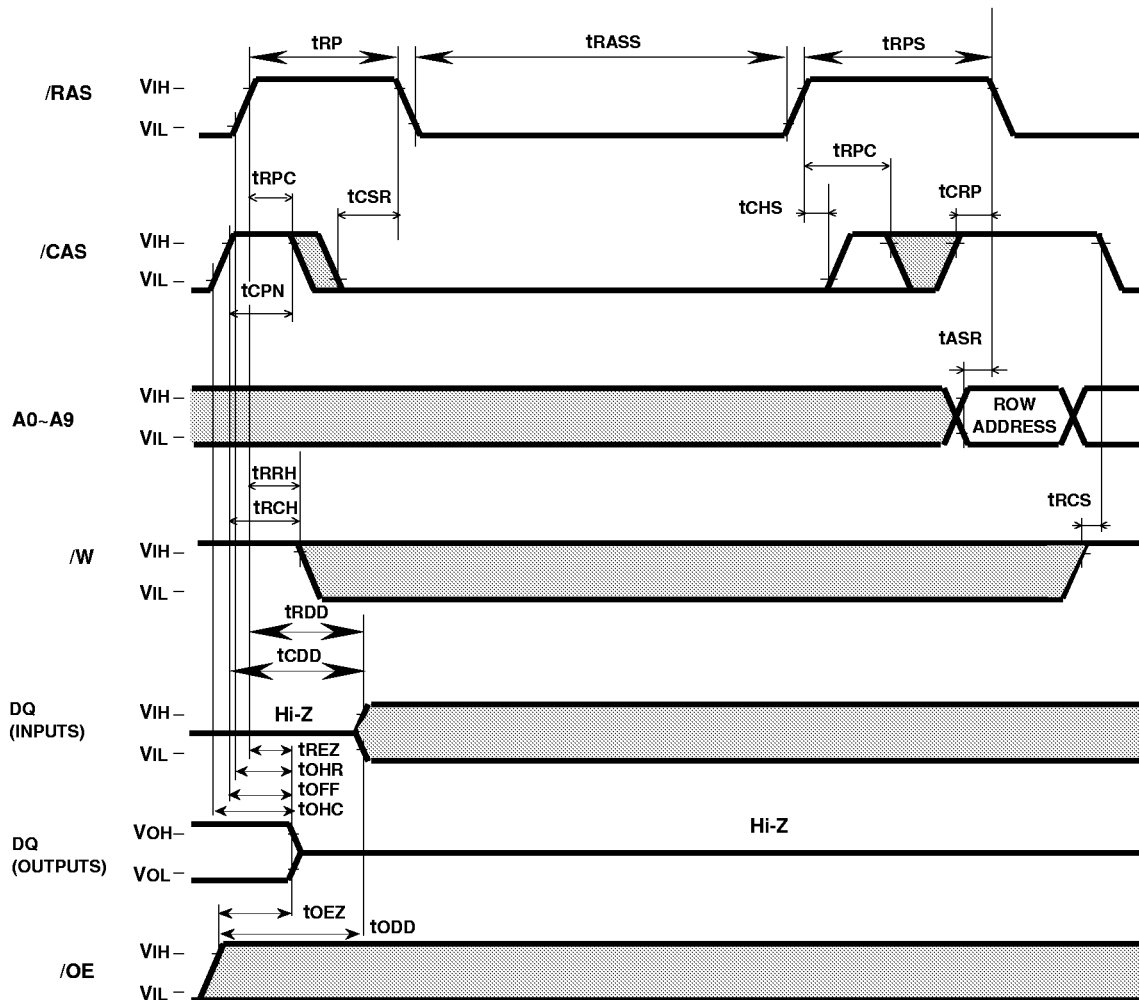 tRP
tRASS
tRPS
/RAS
VIH
VIL
tRPC
tCSR
tRPC
tCHS
tCRP
/CAS
VIH
VIL
tCPN
tASR
A0~A9
VIH
VIL
ROW
ADDRESS
tRRH
tRCH
tRCS
/W
VIH
VIL
tRDD
tCDD
DQ
(INPUTS)
VIH
VIL
Hi-Z
tREZ
tOHR
tOFF
tOHC
DQ
(OUTPUTS)
VOH
VOL
Hi-Z
tOEZ
tODD
/OE
VIH
VIL